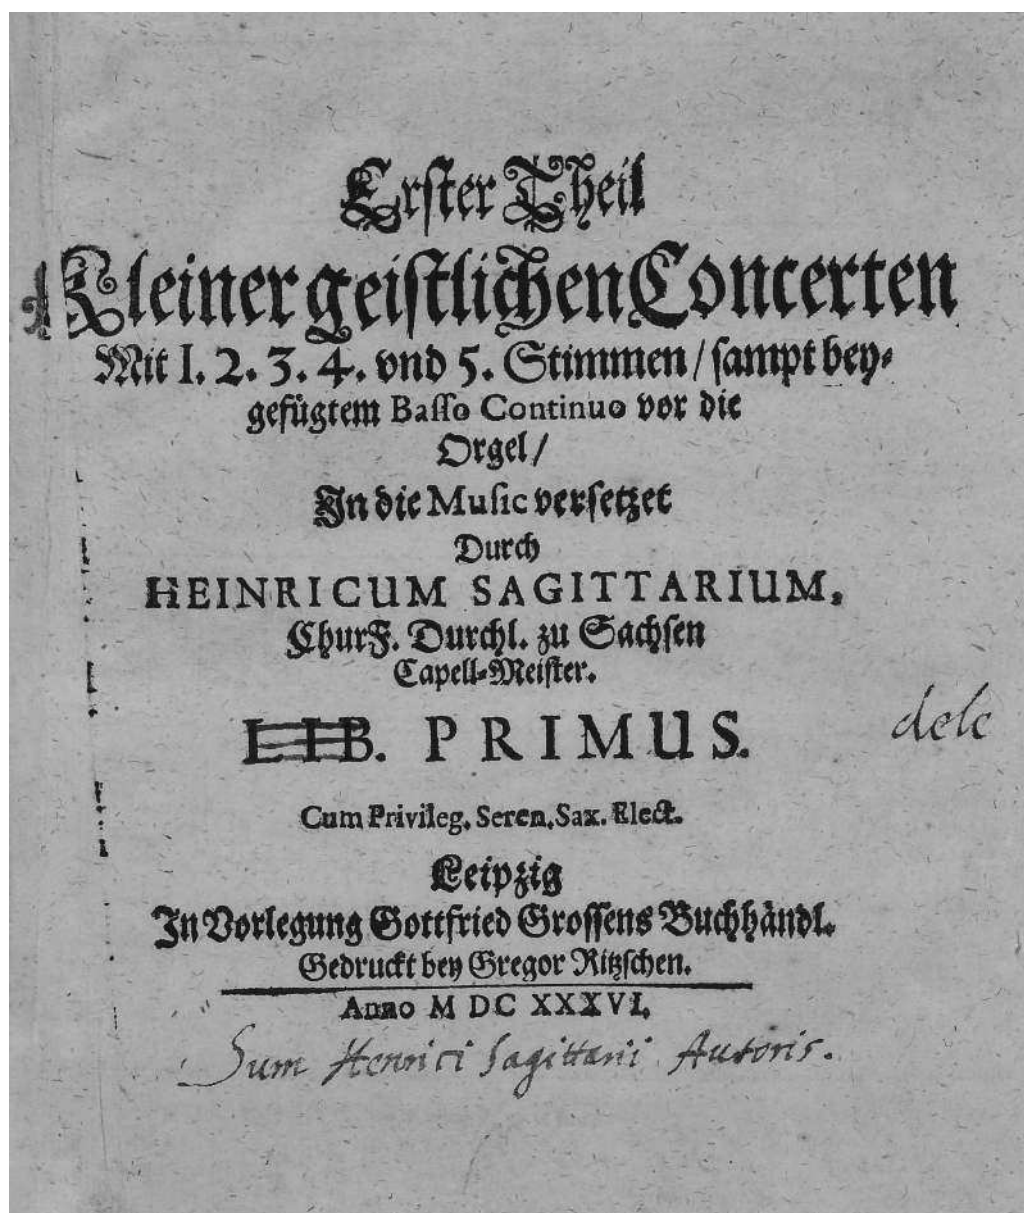 Erster Theil
Kleiner geistlichen Concerten
Mit 1. 2. 3. 4. vnd 5. Stimmen / sampt bey-
gefügtem Basso Continuo vor die
Orgel /
In die Music versetzet
Durch
HEINRICUM SAGITTARIUM.
ChurF. Durchl. zu Sachsen
Capell-Meister.
LIB. PRIMUS.
dele
Cum Privileg. Seren. Sax. Elect.
Leipzig
In Vorlegung Gottfried Grossens Buchhändl.
Gedruckt bey Gregor Ritzschen.
Anno M DC XXXVI.
Sum Henrici Sagittarii Autoris.